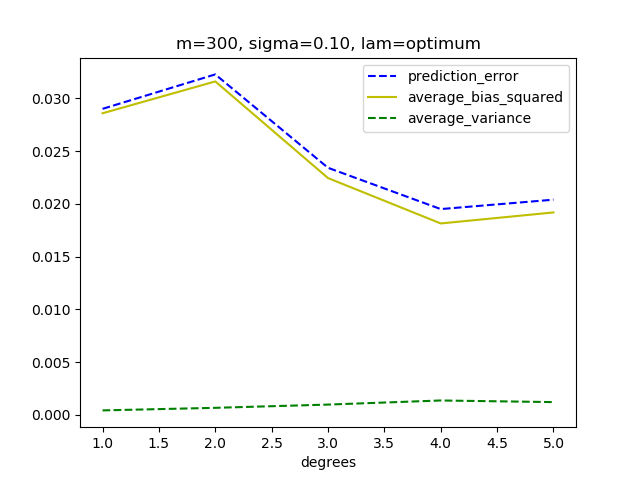 m=300, sigma=0.10, lam=optimum
prediction_error
average_bias_squared
average_variance
0.030
0.025
0.020
0.015
0.010
0.005
0.000
1.0 1.5 2.0 2.5 3.0 3.5 4.0 4.5 5.0
degrees